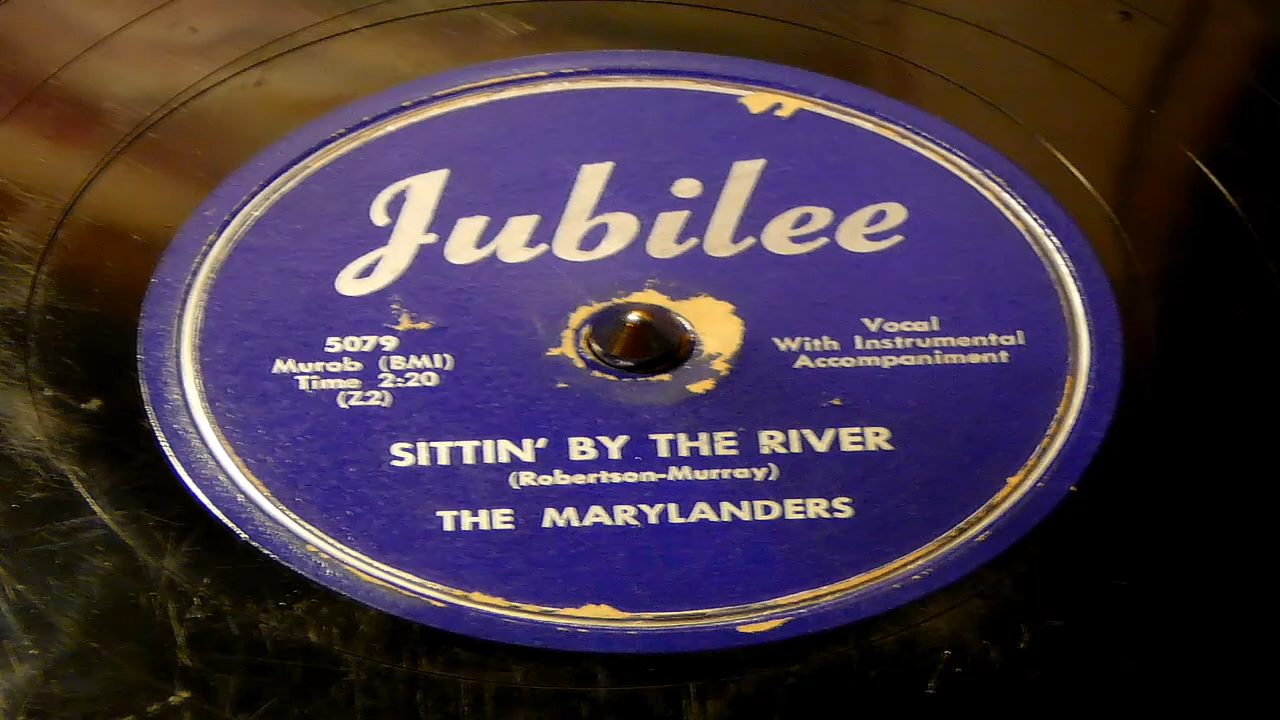 Jubilee
5079
Murob (BMI)
Time 2:20
(Z2)
Vocal
With Instrumental
Accompaniment
SITTIN' BY THE RIVER
(Robertson-Murray)
THE MARYLANDERS